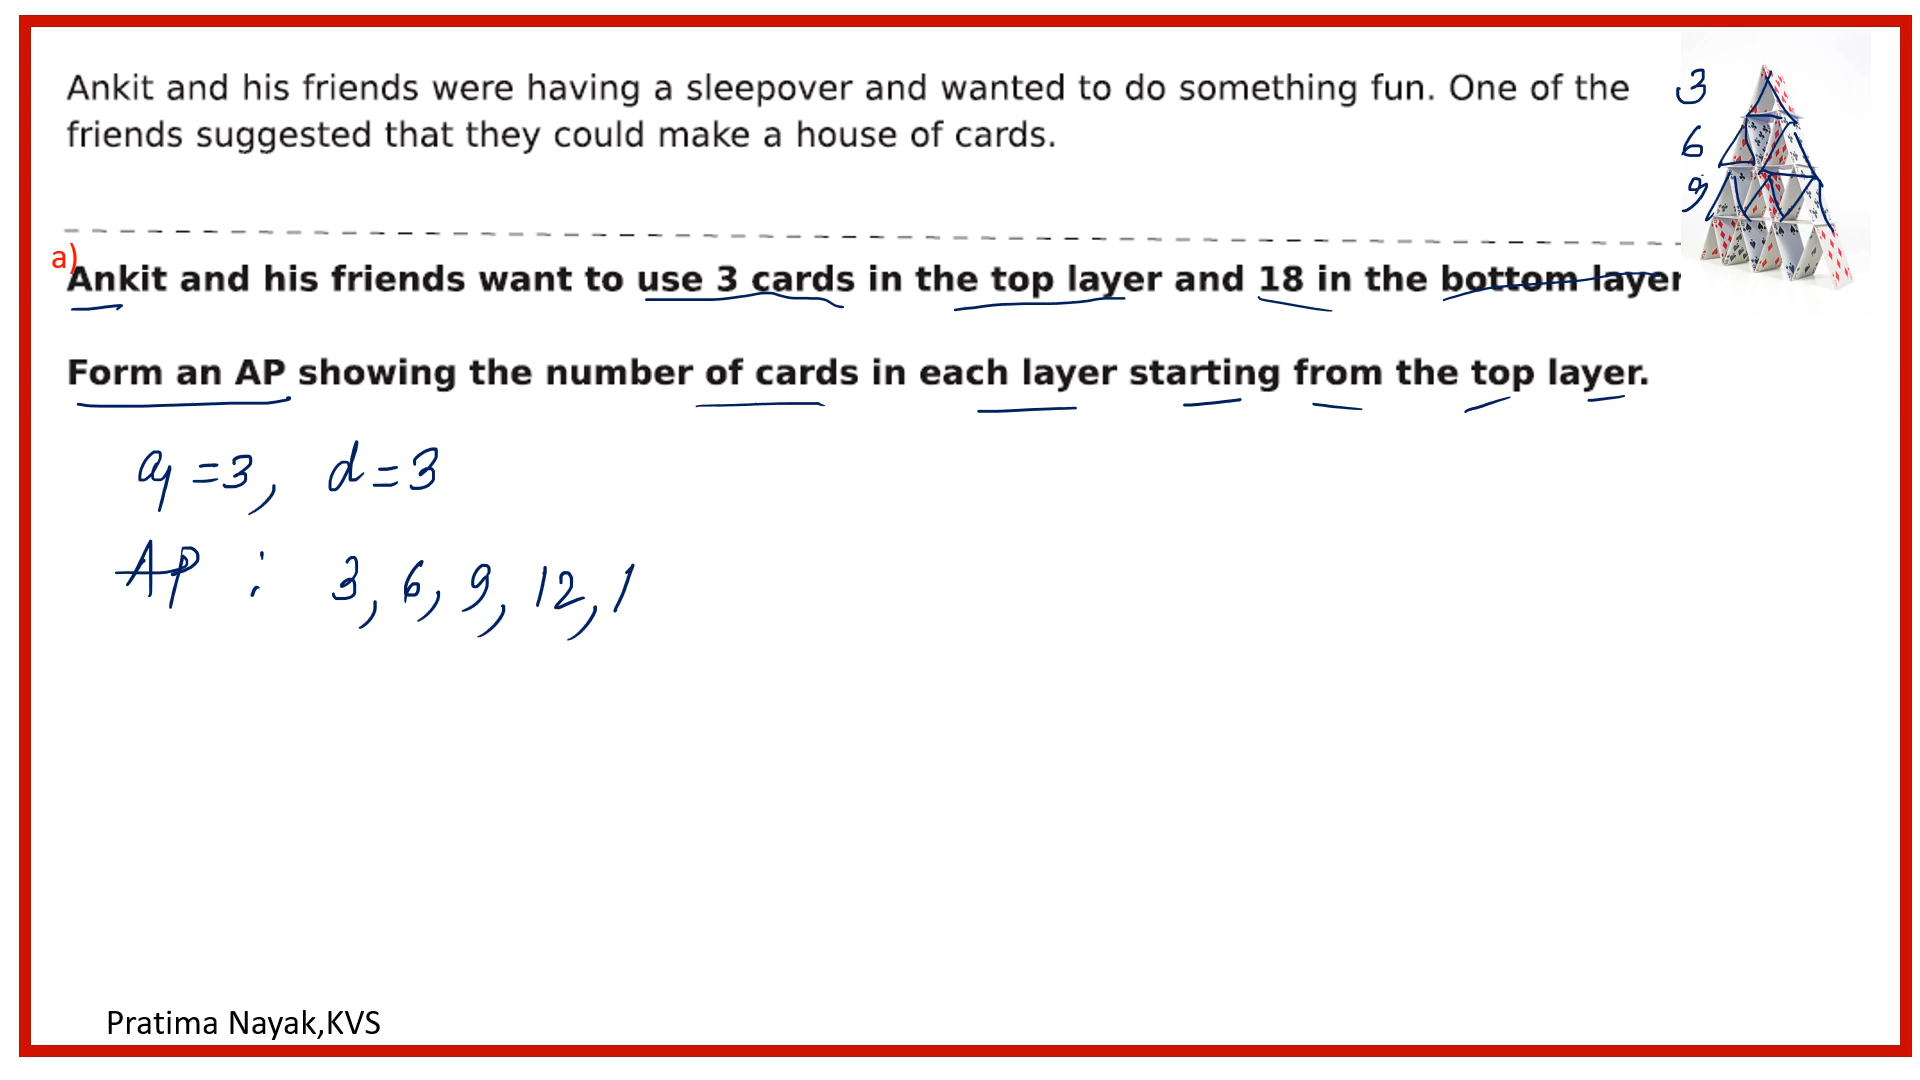 Ankit and his friends were having a sleepover and wanted to do something fun. One of the
friends suggested that they could make a house of cards.
3
6
9
a)
Ankit and his friends want to use 3 cards in the top layer and 18 in the bottom layer
Form an AP showing the number of cards in each layer starting from the top layer.
a₁ = 3, d = 3
AP : 3, 6, 9, 12, 1
Pratima Nayak,KVS